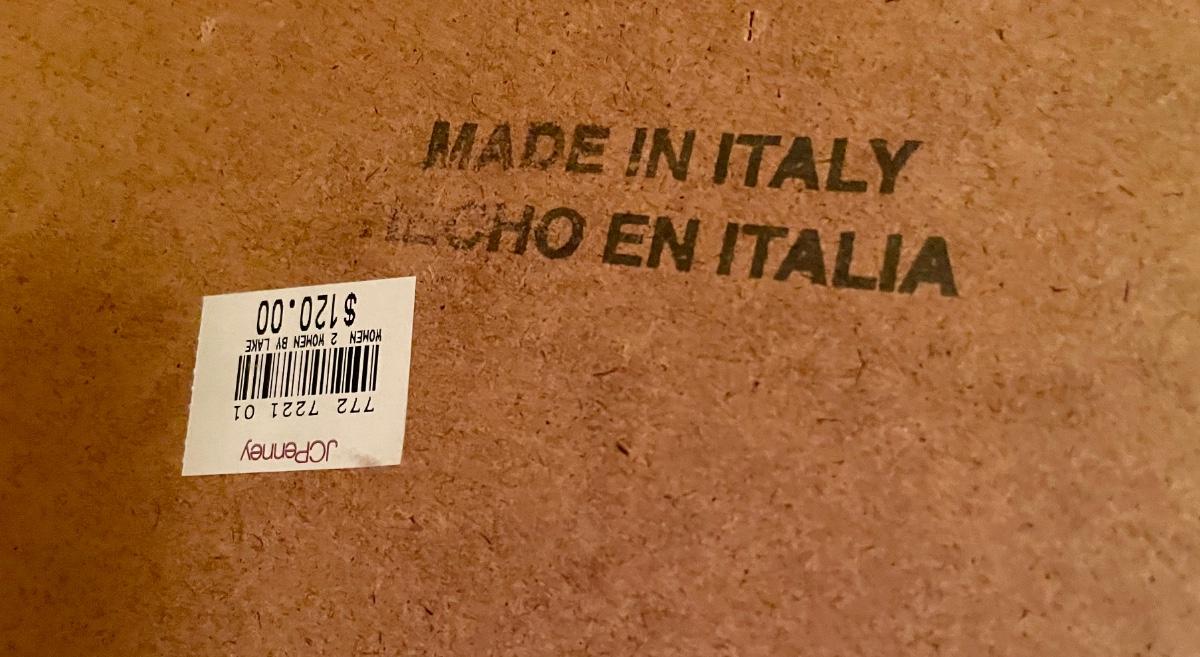 MADE IN ITALY
HECHO EN ITALIA
JCPenney
772 7221 01
WOMEN 2 WOMEN BY LAKE
$120.00